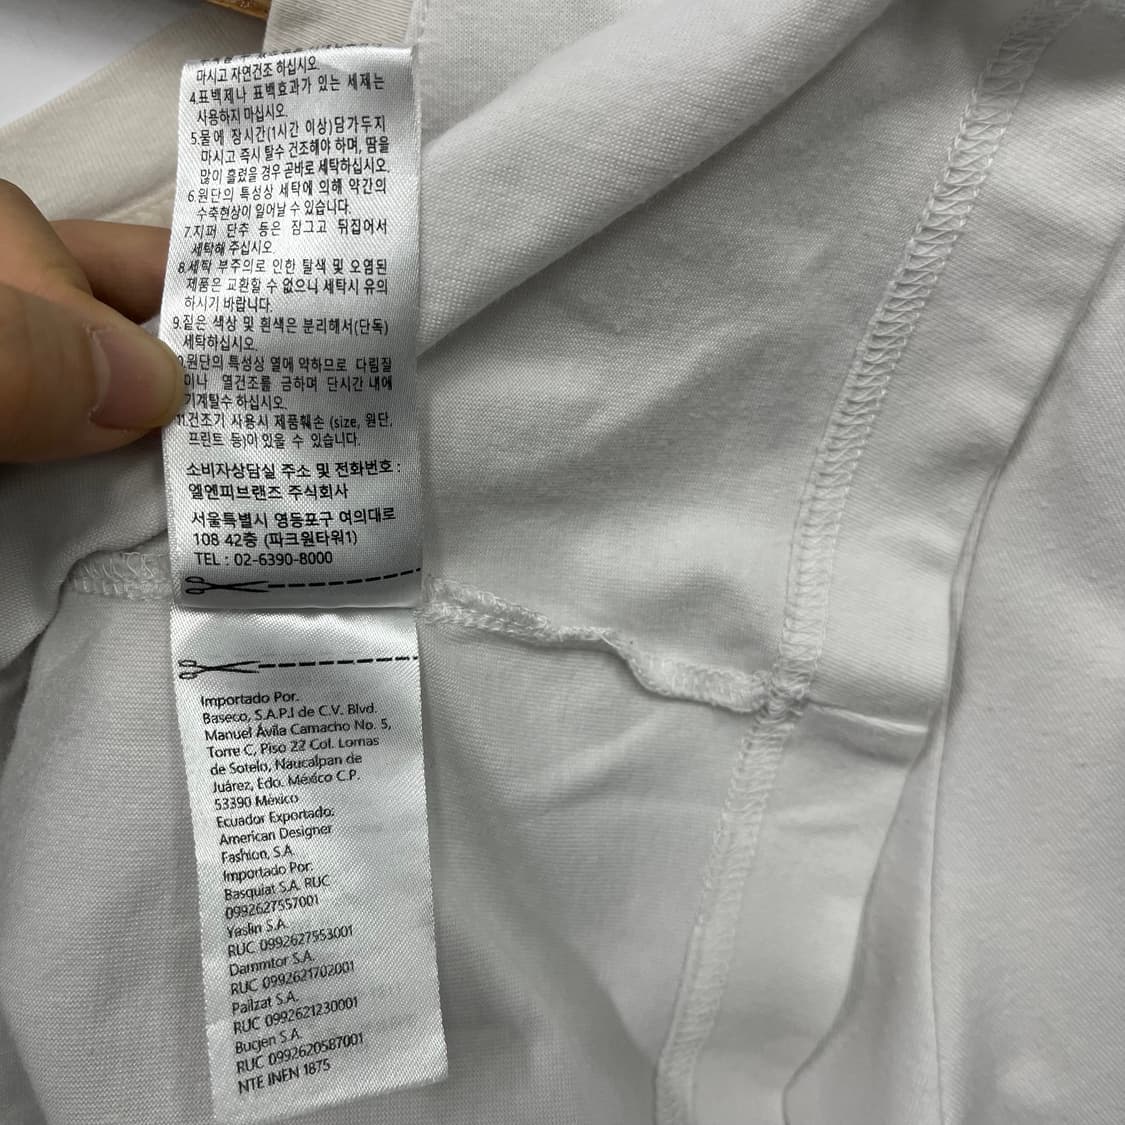 마시고 자연건조 하십시오.
4.표백제나 표백효과가 있는 세제는
사용하지 마십시오.
5.물에 장시간(1시간 이상)담가두지
마시고 즉시 탈수 건조해야 하며, 땀을
많이 흘렸을 경우 곧바로 세탁하십시오.
6.원단의 특성상 세탁에 의해 약간의
수축현상이 일어날 수 있습니다.
7.지퍼 단추 등은 잠그고 뒤집어서
세탁해 주십시오.
8.세탁 부주의로 인한 탈색 및 오염된
제품은 교환할 수 없으니 세탁시 유의
하시기 바랍니다.
9.짙은 색상 및 흰색은 분리해서(단독)
세탁하십시오.
0.원단의 특성상 열에 약하므로 다림질
이나 열건조를 금하며 단시간 내에
기계탈수 하십시오.
11.건조기 사용시 제품훼손 (size, 원단,
프린트 등)이 있을 수 있습니다.
소비자상담실 주소 및 전화번호 :
엘엔피브랜즈 주식회사
서울특별시 영등포구 여의대로
108 42층 (파크원타워1)
TEL : 02-6390-8000
Importado Por.
Baseco, S.A.P.I de C.V. Blvd.
Manuel Ávila Camacho No. 5,
Torre C, Piso 22 Col. Lomas
de Sotelo, Naucalpan de
Juárez, Edo. México C.P.
53390 México
Ecuador Exportado:
American Designer
Fashion, S.A.
Importado Por:
Basquiat S.A. RUC
0992627557001
Yaslin S.A.
RUC 0992627553001
Dammtor S.A.
RUC 0992621702001
Pailzat S.A.
RUC 0992621230001
Bugen S.A.
RUC 0992620587001
NTE INEN 1875